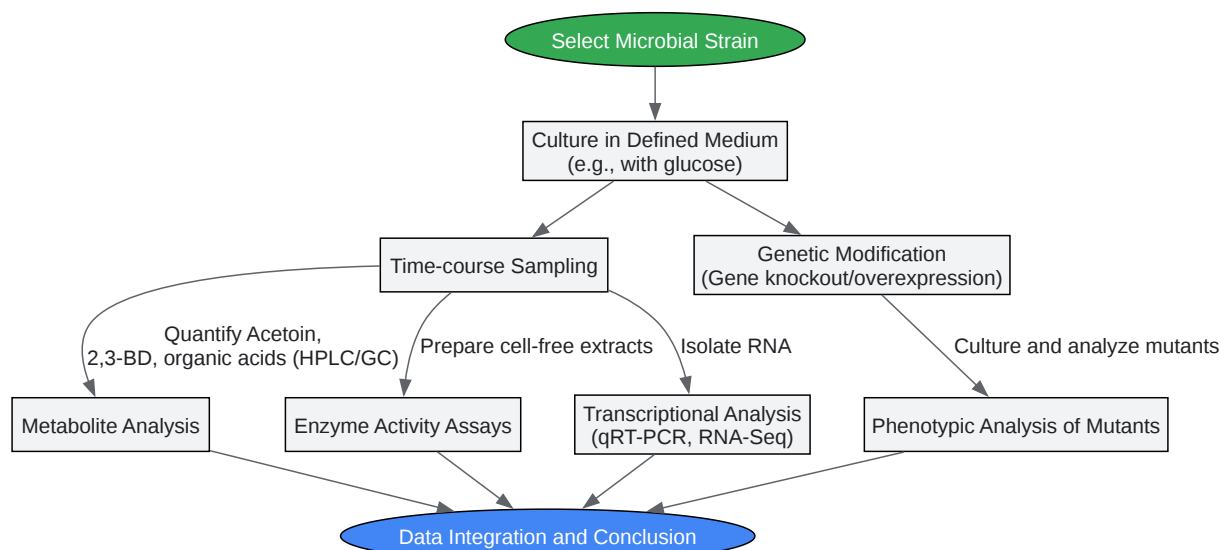 Select Microbial Strain
Culture in Defined Medium
(e.g., with glucose)
Time-course Sampling
Genetic Modification
(Gene knockout/overexpression)
Quantify Acetoin,
2,3-BD, organic acids (HPLC/GC)
Prepare cell-free extracts
Isolate RNA
Culture and analyze mutants
Metabolite Analysis
Enzyme Activity Assays
Transcriptional Analysis
(qRT-PCR, RNA-Seq)
Phenotypic Analysis of Mutants
Data Integration and Conclusion